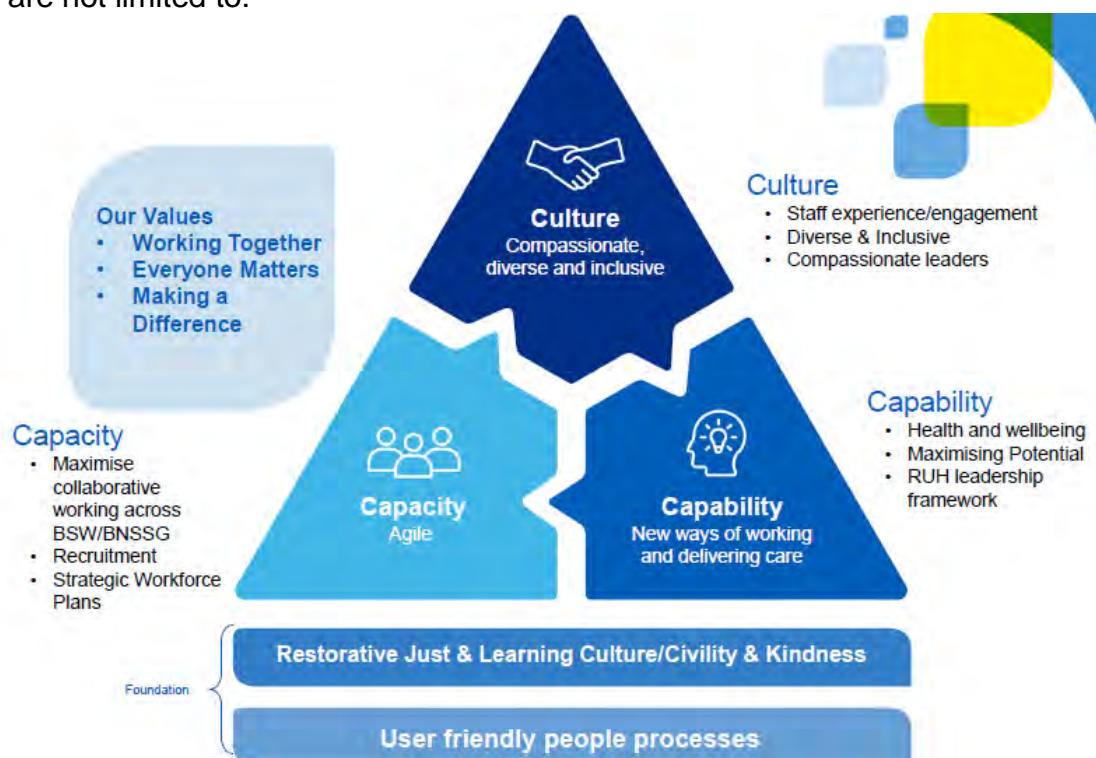 are not limited to:
Our Values
• Working Together
• Everyone Matters
• Making a
Difference
Culture
Compassionate,
diverse and inclusive
Culture
• Staff experience/engagement
• Diverse & Inclusive
• Compassionate leaders
Capacity
• Maximise
collaborative
working across
BSW/BNSSG
• Recruitment
• Strategic Workforce
Plans
Capacity
Agile
Capability
New ways of working
and delivering care
Capability
• Health and wellbeing
• Maximising Potential
• RUH leadership
framework
Foundation
Restorative Just & Learning Culture/Civility & Kindness
User friendly people processes